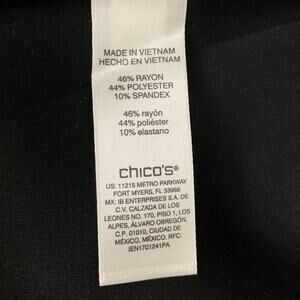 MADE IN VIETNAM
HECHO EN VIETNAM
46% RAYON
44% POLYESTER
10% SPANDEX
46% rayón
44% poliéster
10% elastano
chico's®
US: 11215 METRO PARKWAY
FORT MYERS, FL 33966
MX: IB ENTERPRISES S.A. DE
C.V. CALZADA DE LOS
LEONES NO. 170, PISO 1, LOS
ALPES, ÁLVARO OBREGÓN,
C.P. 01010, CIUDAD DE
MÉXICO, MÉXICO. RFC:
IEN1701241PA